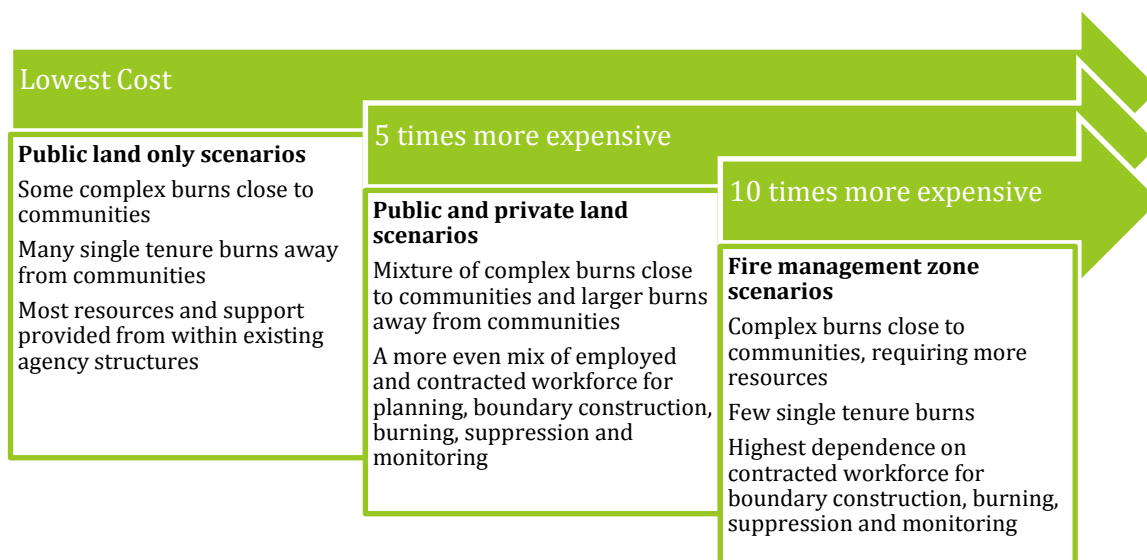 Lowest Cost
Public land only scenarios
Some complex burns close to
communities
Many single tenure burns away
from communities
Most resources and support
provided from within existing
agency structures
5 times more expensive
Public and private land
scenarios
Mixture of complex burns close
to communities and larger burns
away from communities
A more even mix of employed
and contracted workforce for
planning, boundary construction,
burning, suppression and
monitoring
10 times more expensive
Fire management zone
scenarios
Complex burns close to
communities, requiring more
resources
Few single tenure burns
Highest dependence on
contracted workforce for
boundary construction, burning,
suppression and monitoring